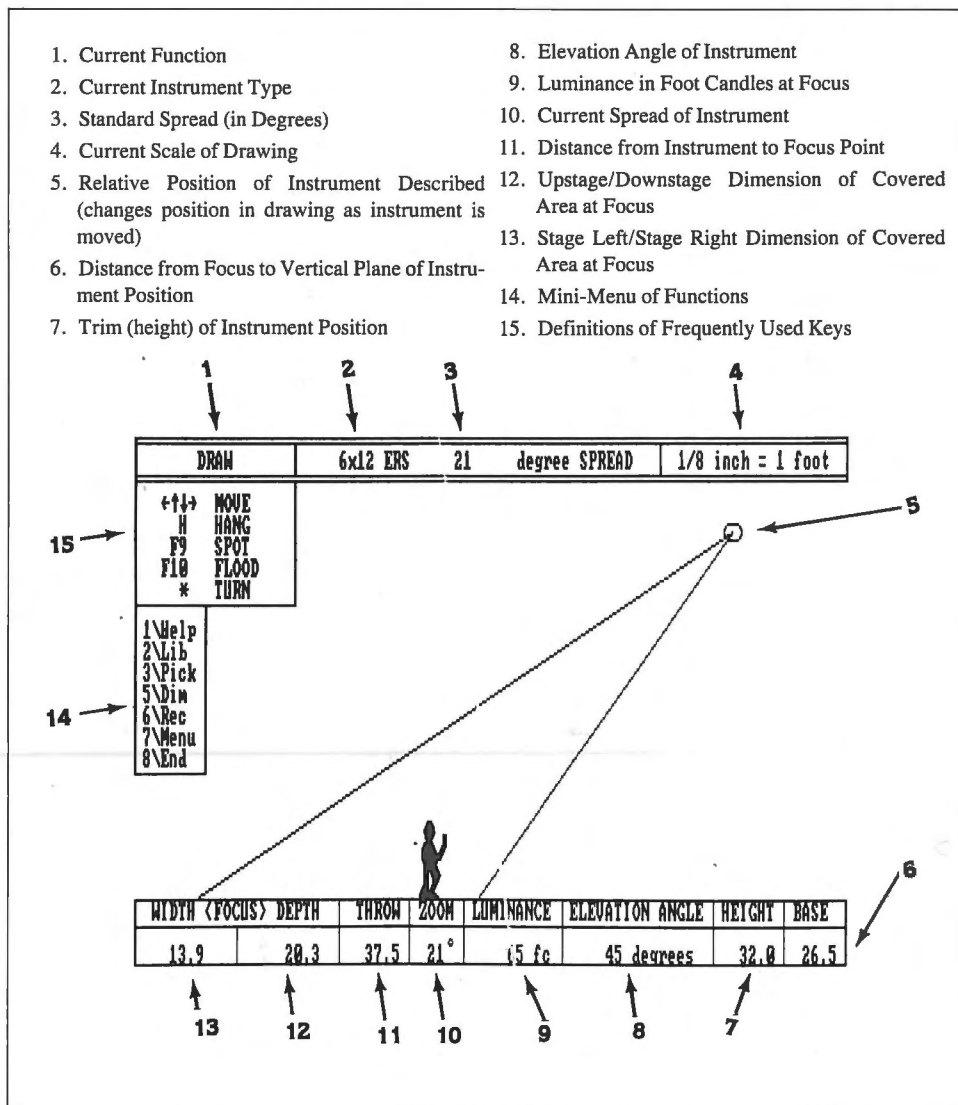 1. Current Function
2. Current Instrument Type
3. Standard Spread (in Degrees)
4. Current Scale of Drawing
5. Relative Position of Instrument Described
(changes position in drawing as instrument is
moved)
6. Distance from Focus to Vertical Plane of Instru-
ment Position
7. Trim (height) of Instrument Position
8. Elevation Angle of Instrument
9. Luminance in Foot Candles at Focus
10. Current Spread of Instrument
11. Distance from Instrument to Focus Point
12. Upstage/Downstage Dimension of Covered
Area at Focus
13. Stage Left/Stage Right Dimension of Covered
Area at Focus
14. Mini-Menu of Functions
15. Definitions of Frequently Used Keys
1 2 3 4
DRAW 6x12 ERS 21 degree SPREAD 1/8 inch = 1 foot
←↑↓→ MOVE
H HANG
F9 SPOT
F10 FLOOD
* TURN
15
5
1\Help
2\Lib
3\Pick
5\Dim
6\Rec
7\Menu
8\End
14
6
WIDTH <FOCUS> DEPTH THROW ZOOM LUMINANCE ELEVATION ANGLE HEIGHT BASE
13.9 20.3 37.5 21° fc 45 degrees 32.0 26.5
13 12 11 10 9 8 7